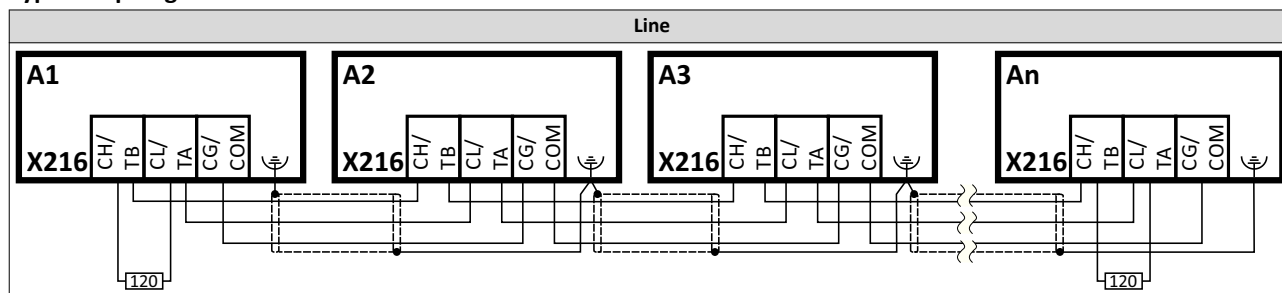 Line
A1
A2
A3
An
X216
CH/
TB
CL/
TA
CG/
COM
X216
CH/
TB
CL/
TA
CG/
COM
X216
CH/
TB
CL/
TA
CG/
COM
X216
CH/
TB
CL/
TA
CG/
COM
120
120